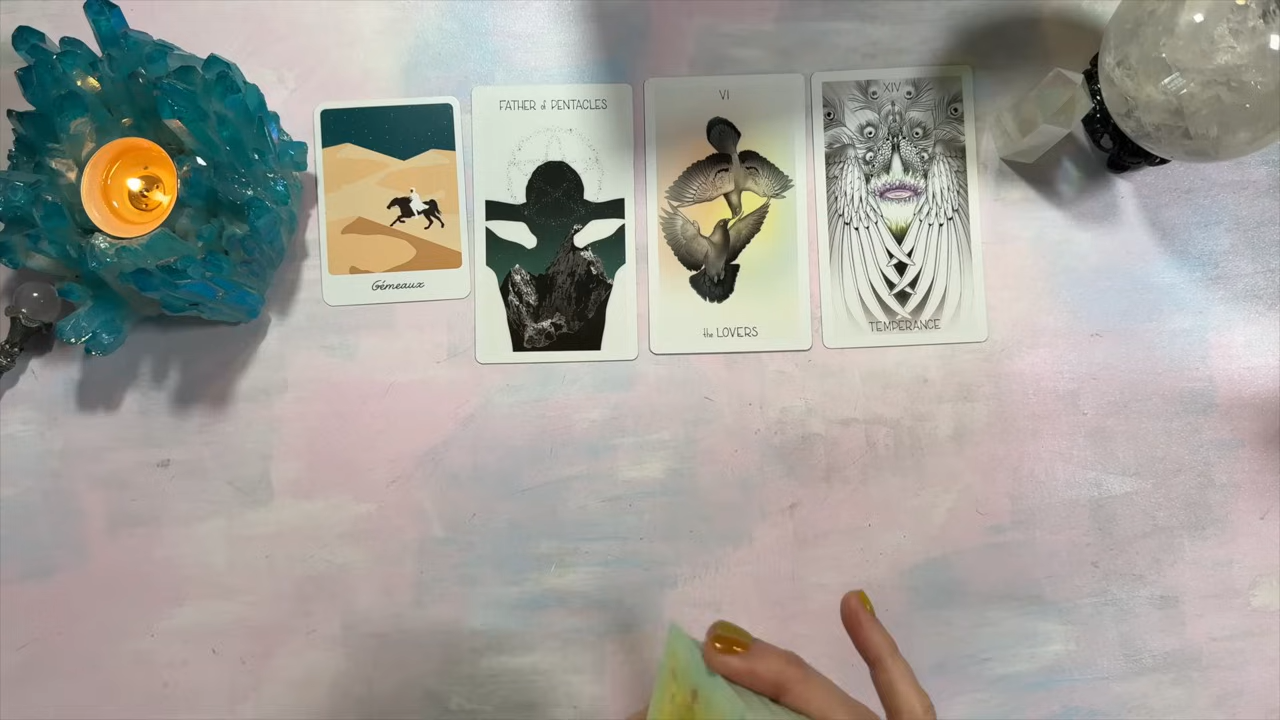 Gémeaux
FATHER of PENTACLES
VI
the LOVERS
XIV
TEMPERANCE